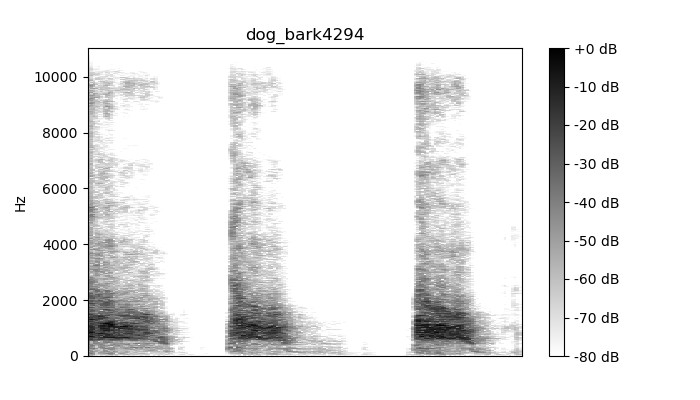 dog_bark4294
10000
8000
6000
4000
2000
0
Hz
+0 dB
-10 dB
-20 dB
-30 dB
-40 dB
-50 dB
-60 dB
-70 dB
-80 dB